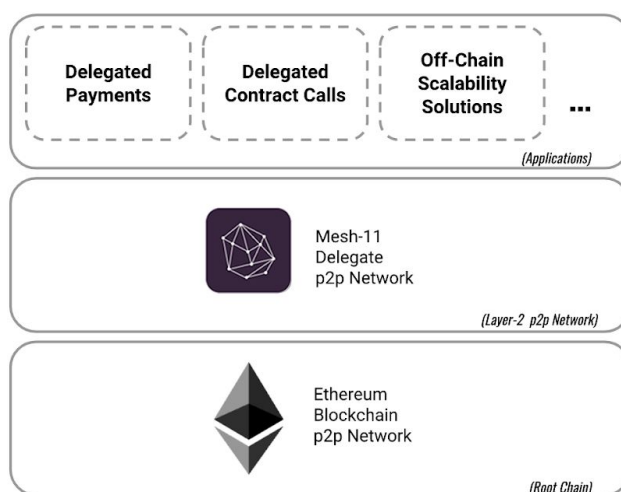 Delegated
Payments
Delegated
Contract Calls
Off-Chain
Scalability
Solutions
...
(Applications)
Mesh-11
Delegate
p2p Network
(Layer-2 p2p Network)
Ethereum
Blockchain
p2p Network
(Root Chain)